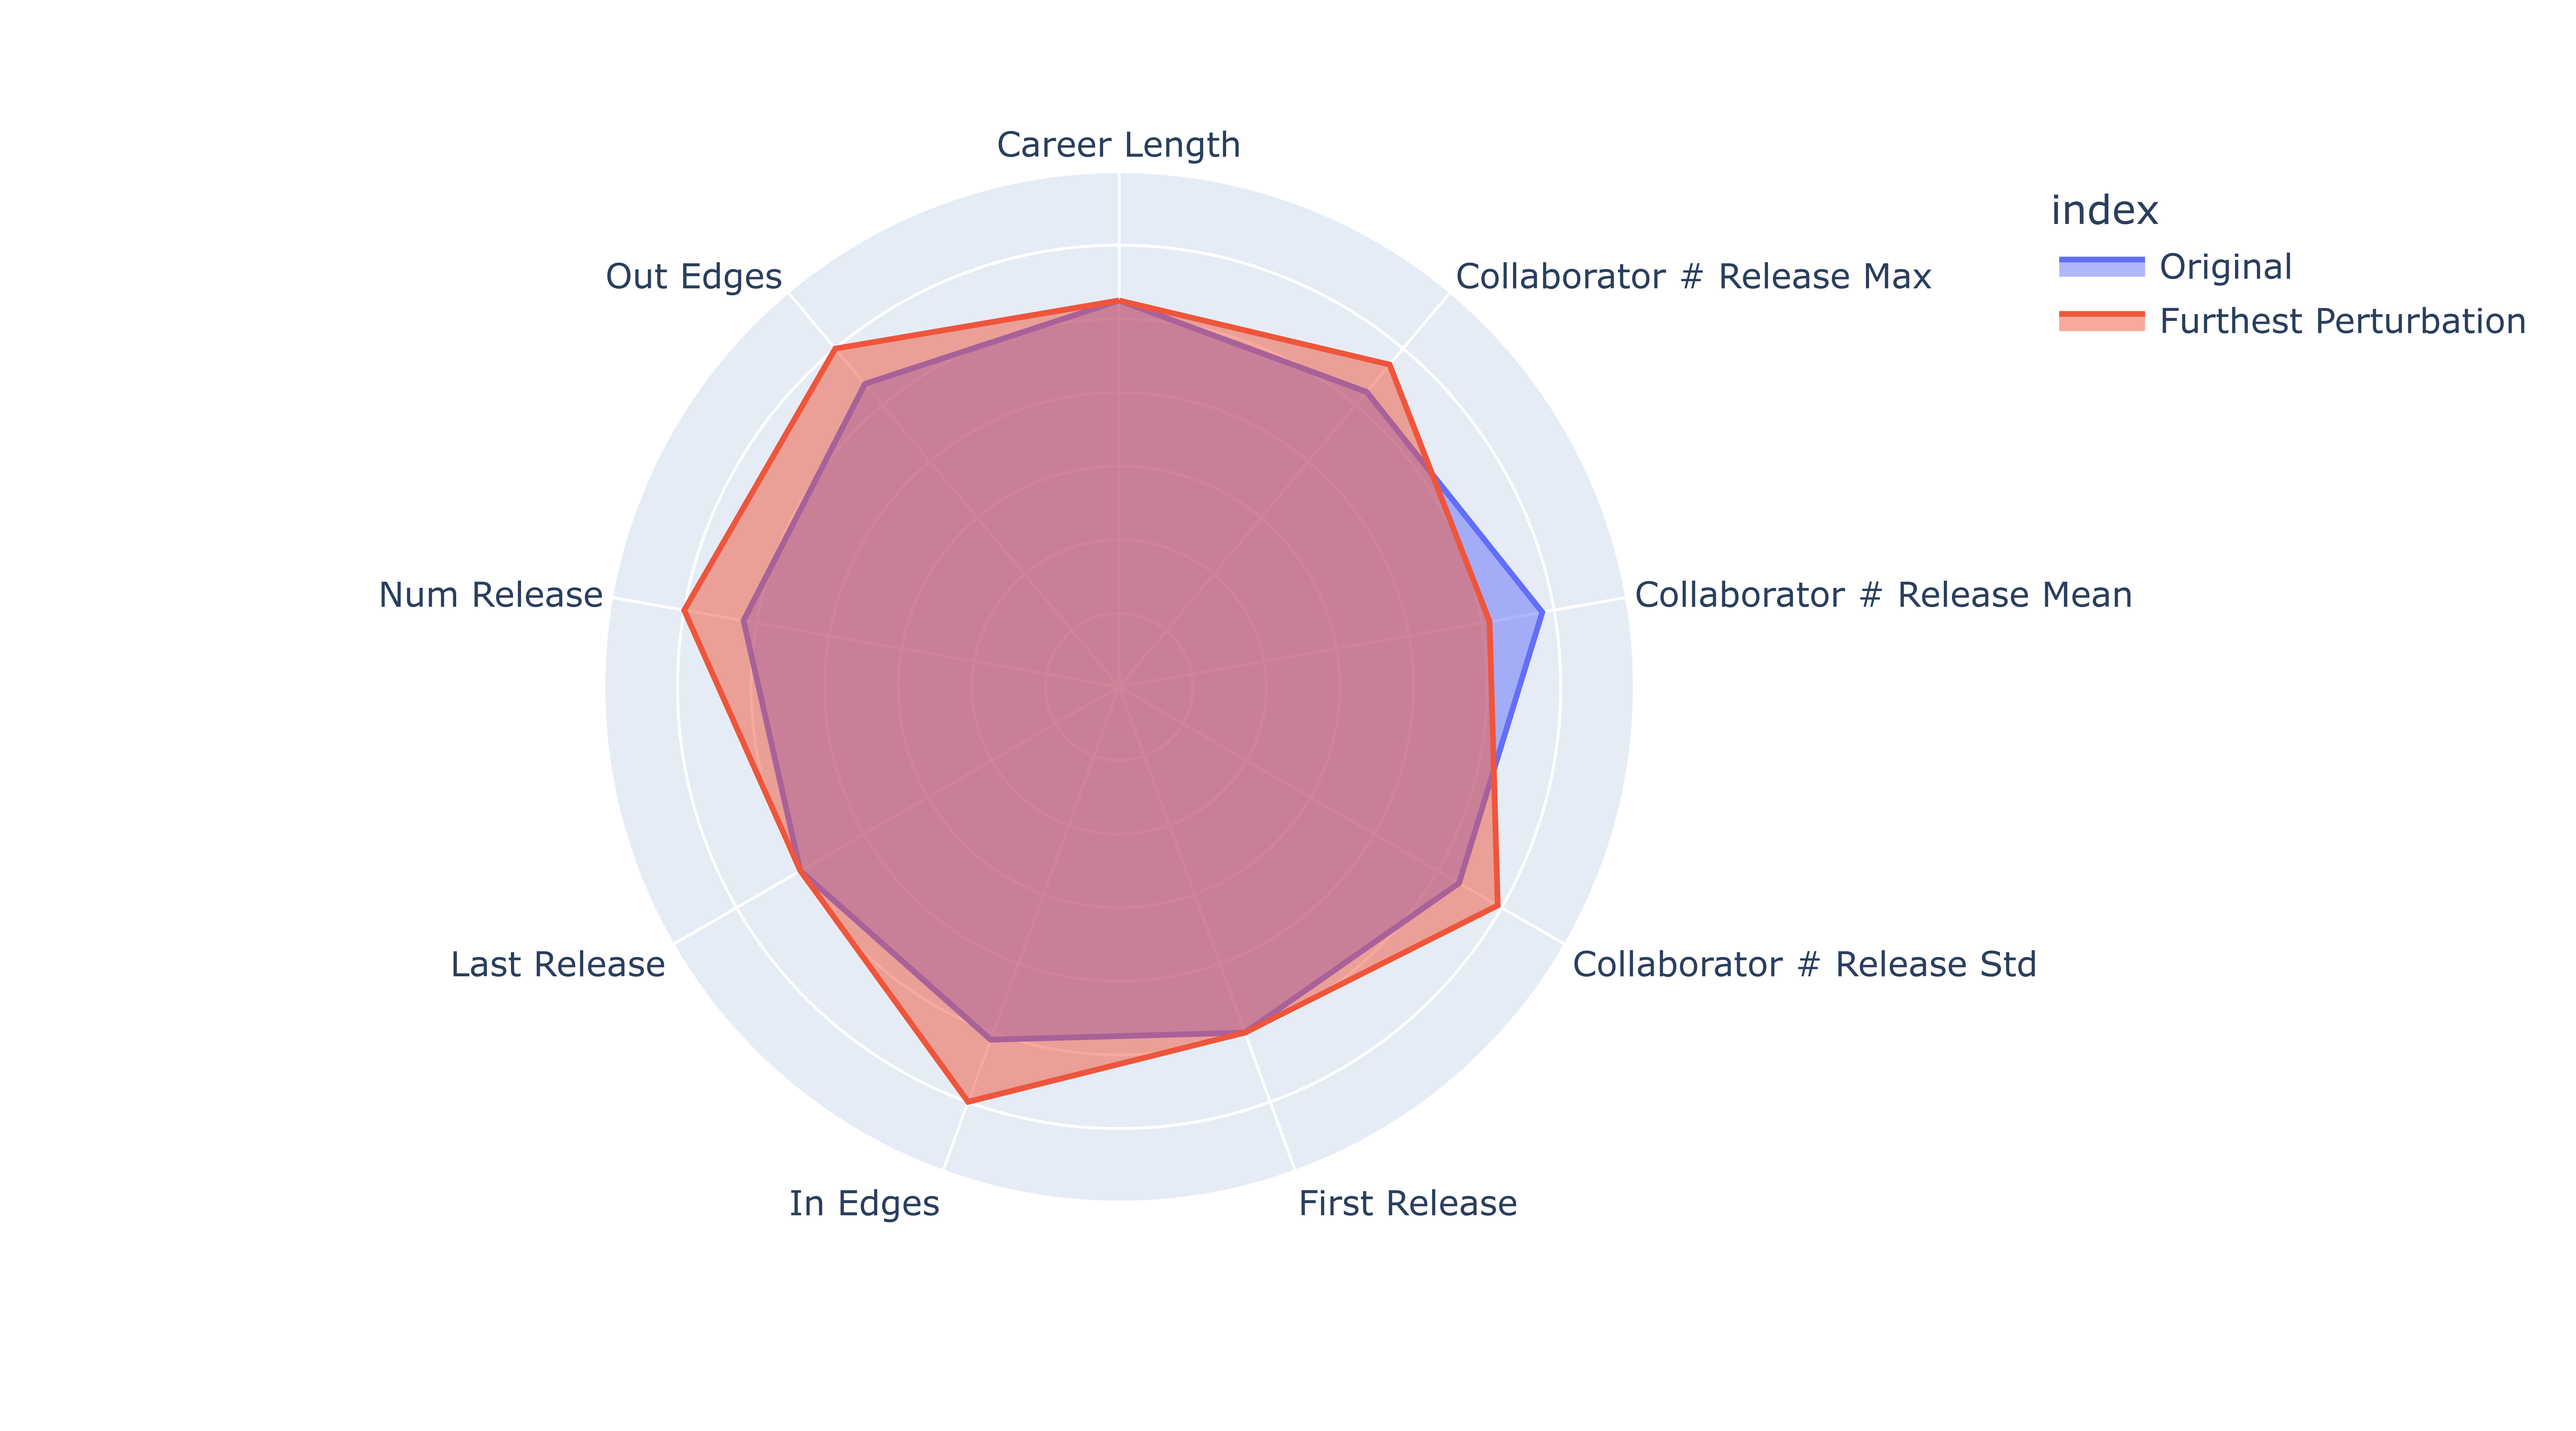 Career Length
Out Edges
Collaborator # Release Max
Num Release
Collaborator # Release Mean
Last Release
Collaborator # Release Std
In Edges
First Release
index
Original
Furthest Perturbation